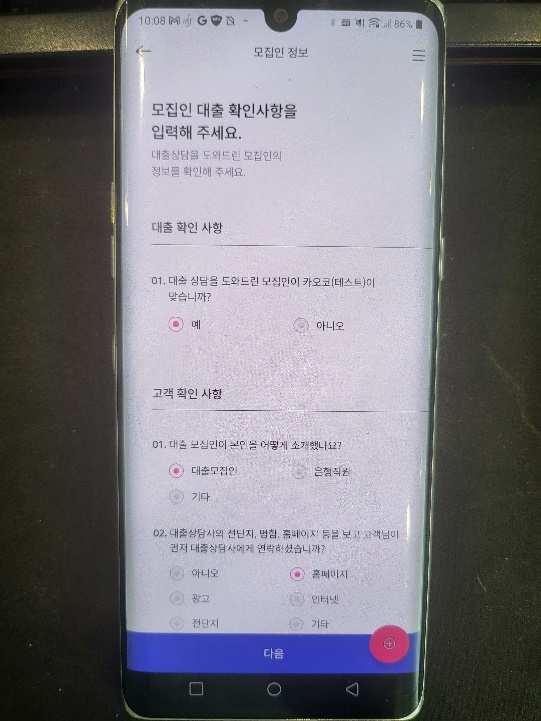 10:08
86%
모집인 정보
모집인 대출 확인사항을
입력해 주세요.
대출상담을 도와드린 모집인의
정보를 확인해 주세요.
대출 확인 사항
01. 대출 상담을 도와드린 모집인이 카오코(테스트)이
맞습니까?
예 아니오
고객 확인 사항
01. 대출 모집인이 본인을 어떻게 소개했나요?
대출모집인 은행직원
기타
02. 대출상담사의 전단지, 명함, 홈페이지 등을 보고 고객님이
먼저 대출상담사에게 연락하셨습니까?
아니오 홈페이지
광고 인터넷
전단지 기타
다음